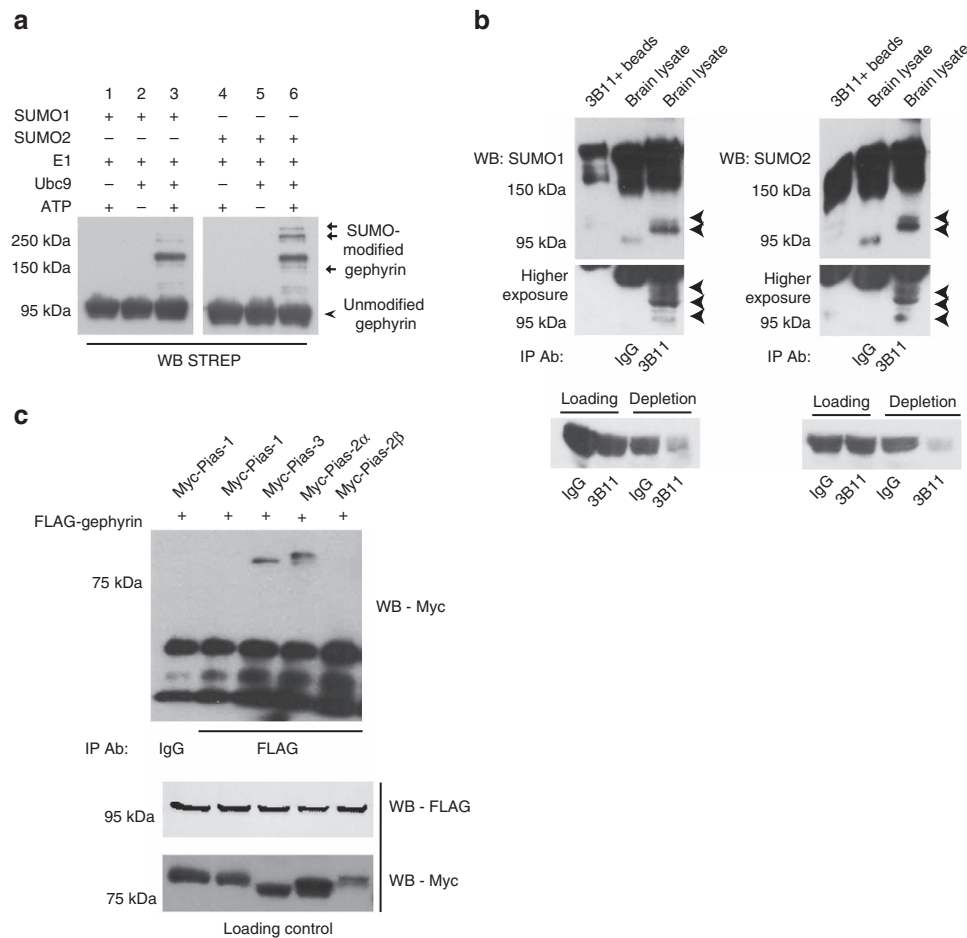 a
1 2 3 4 5 6
SUMO1 + + + – – –
SUMO2 – – – + + +
E1 + + + + + +
Ubc9 – + + – + +
ATP + – + + – +
250 kDa
150 kDa
95 kDa
SUMO-
modified
gephyrin
Unmodified
gephyrin
WB STREP
b
3B11+ beads
Brain lysate
Brain lysate
WB: SUMO1
150 kDa
95 kDa
Higher
exposure
95 kDa
IP Ab: IgG 3B11
Loading Depletion
IgG 3B11 IgG 3B11
3B11+ beads
Brain lysate
Brain lysate
WB: SUMO2
150 kDa
95 kDa
Higher
exposure
95 kDa
IP Ab: IgG 3B11
Loading Depletion
IgG 3B11 IgG 3B11
c
Myc-Pias-1
Myc-Pias-1
Myc-Pias-3
Myc-Pias-2α
Myc-Pias-2β
FLAG-gephyrin + + + + +
75 kDa
WB - Myc
IP Ab: IgG FLAG
95 kDa
WB - FLAG
75 kDa
WB - Myc
Loading control